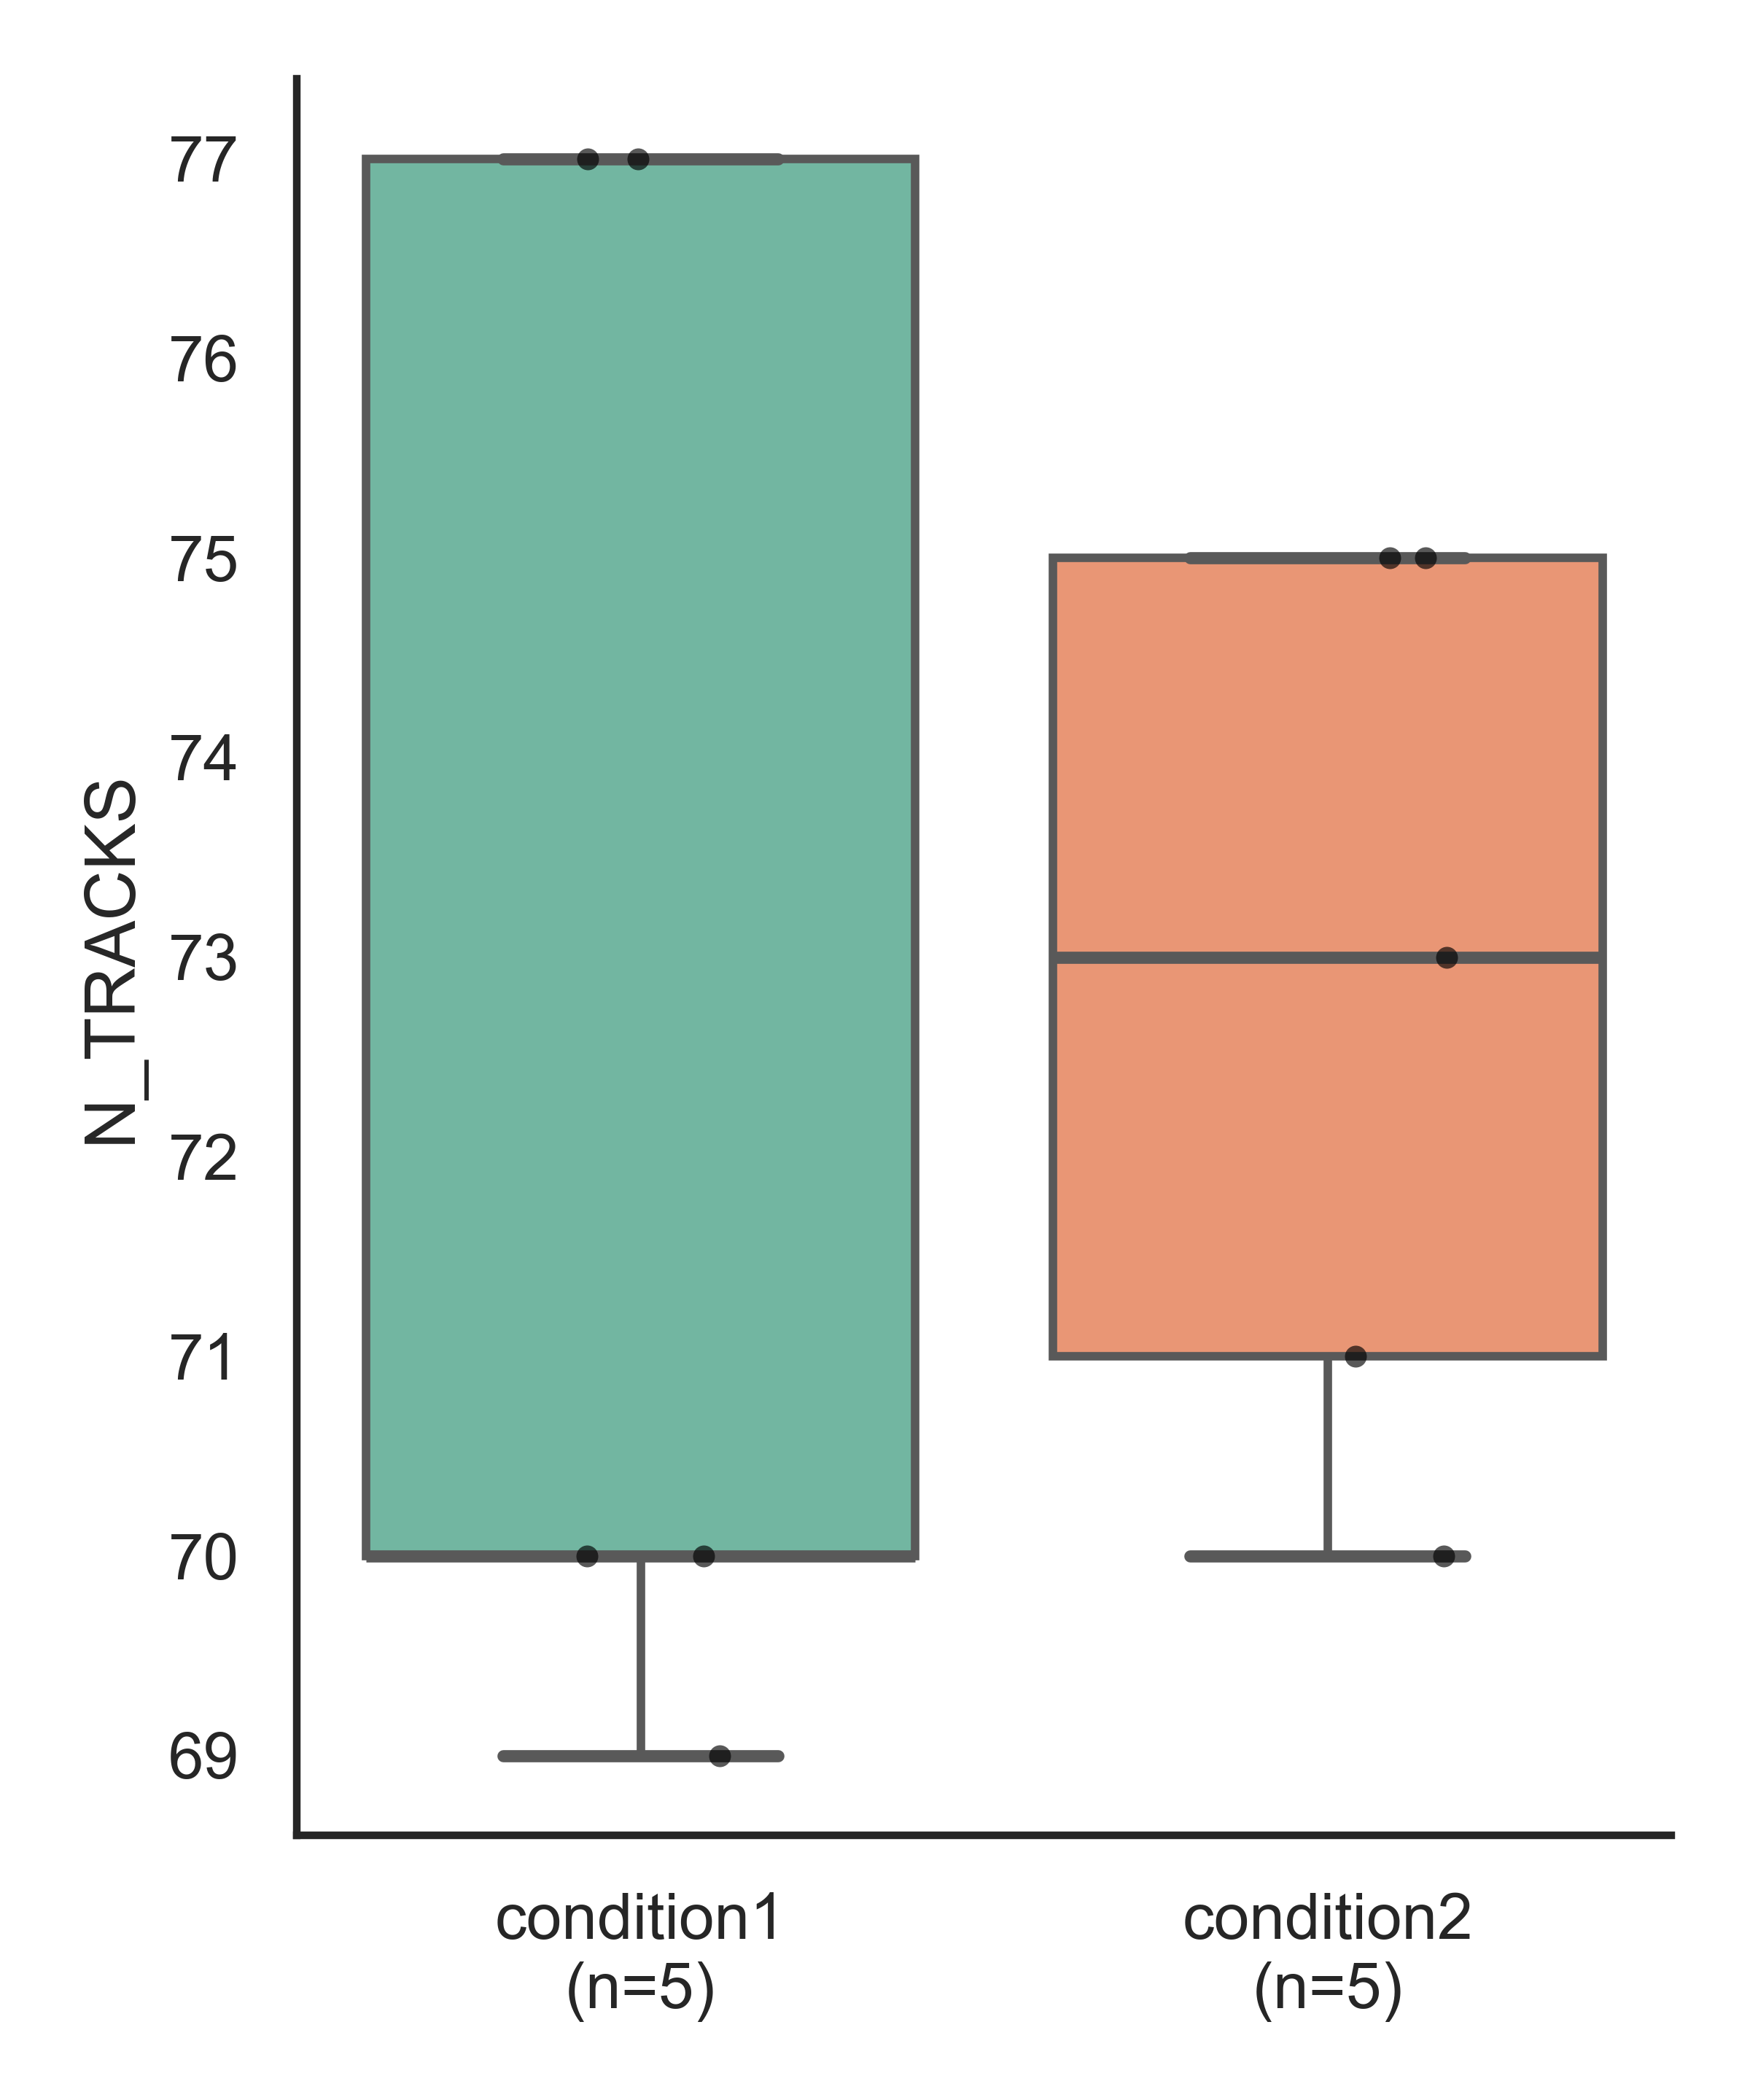 N_TRACKS
77
76
75
74
73
72
71
70
69
condition1
(n=5)
condition2
(n=5)